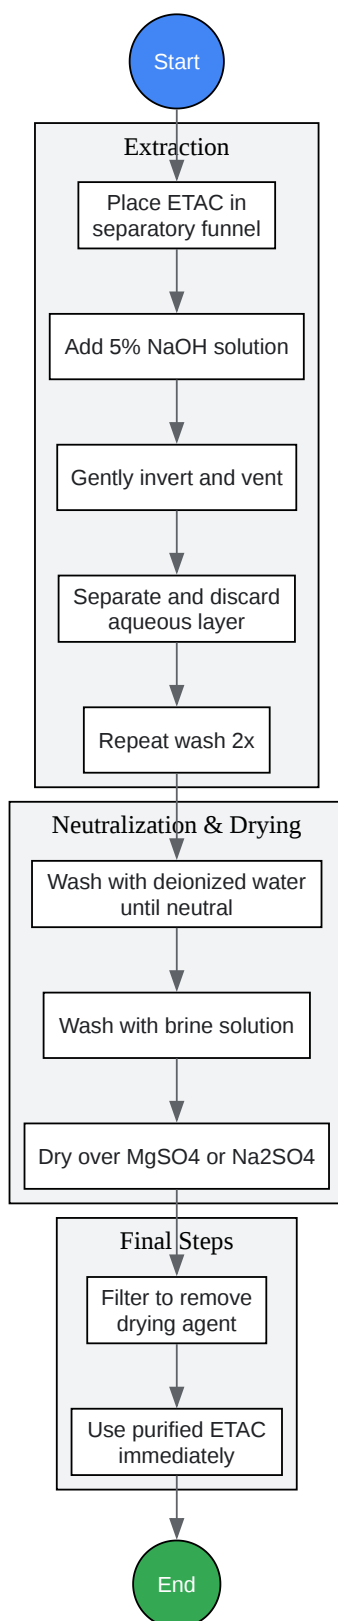 Start
Extraction
Place ETAC in
separatory funnel
Add 5% NaOH solution
Gently invert and vent
Separate and discard
aqueous layer
Repeat wash 2x
Neutralization & Drying
Wash with deionized water
until neutral
Wash with brine solution
Dry over MgSO4 or Na2SO4
Final Steps
Filter to remove
drying agent
Use purified ETAC
immediately
End